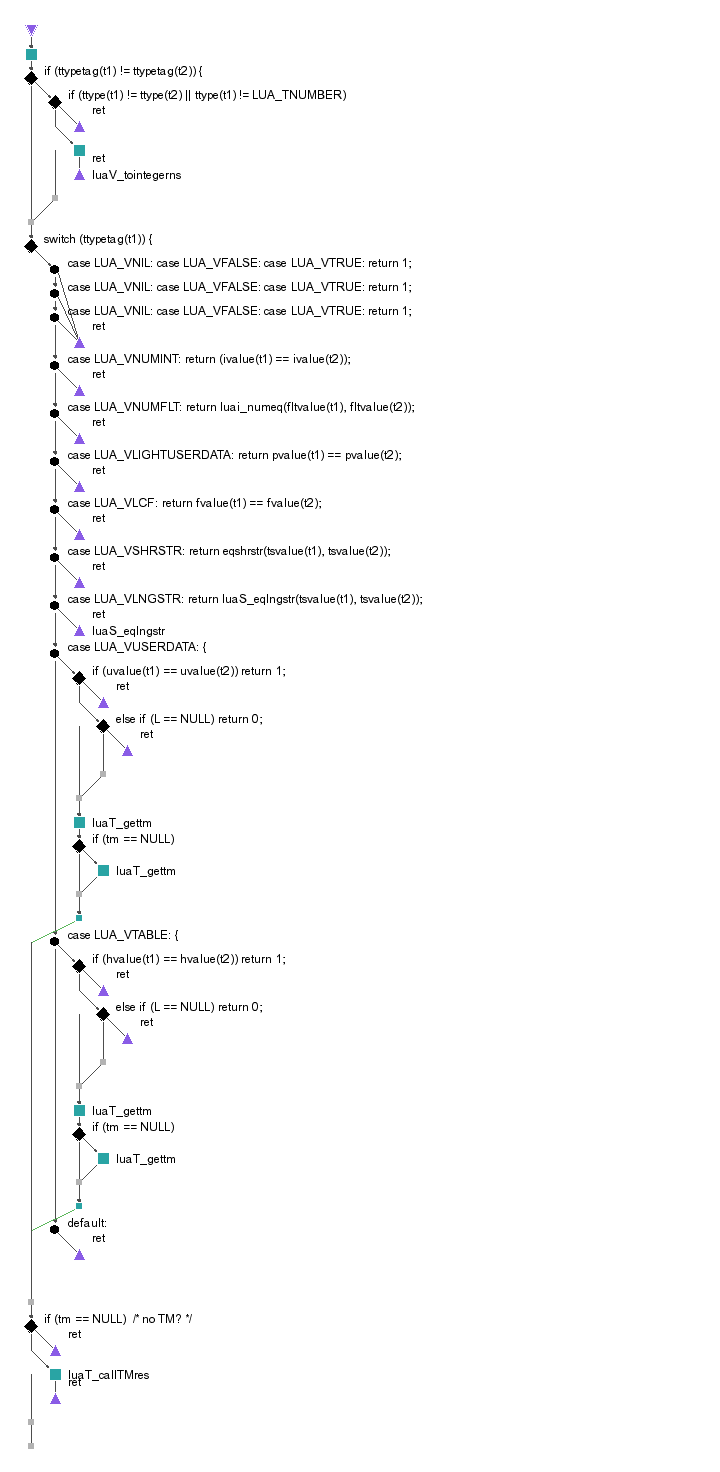 if (ttypetag(t1) != ttypetag(t2)) {
if (ttype(t1) != ttype(t2) || ttype(t1) != LUA_TNUMBER)
ret
ret
luaV_tointegerns
switch (ttypetag(t1)) {
case LUA_VNIL: case LUA_VFALSE: case LUA_VTRUE: return 1;
case LUA_VNIL: case LUA_VFALSE: case LUA_VTRUE: return 1;
case LUA_VNIL: case LUA_VFALSE: case LUA_VTRUE: return 1;
ret
case LUA_VNUMINT: return (ivalue(t1) == ivalue(t2));
ret
case LUA_VNUMFLT: return luai_numeq(fltvalue(t1), fltvalue(t2));
ret
case LUA_VLIGHTUSERDATA: return pvalue(t1) == pvalue(t2);
ret
case LUA_VLCF: return fvalue(t1) == fvalue(t2);
ret
case LUA_VSHRSTR: return eqshrstr(tsvalue(t1), tsvalue(t2));
ret
case LUA_VLNGSTR: return luaS_eqlngstr(tsvalue(t1), tsvalue(t2));
ret
luaS_eqlngstr
case LUA_VUSERDATA: {
if (uvalue(t1) == uvalue(t2)) return 1;
ret
else if (L == NULL) return 0;
ret
luaT_gettm
if (tm == NULL)
luaT_gettm
case LUA_VTABLE: {
if (hvalue(t1) == hvalue(t2)) return 1;
ret
else if (L == NULL) return 0;
ret
luaT_gettm
if (tm == NULL)
luaT_gettm
default:
ret
if (tm == NULL)  /* no TM? */
ret
luaT_callTMres
ret